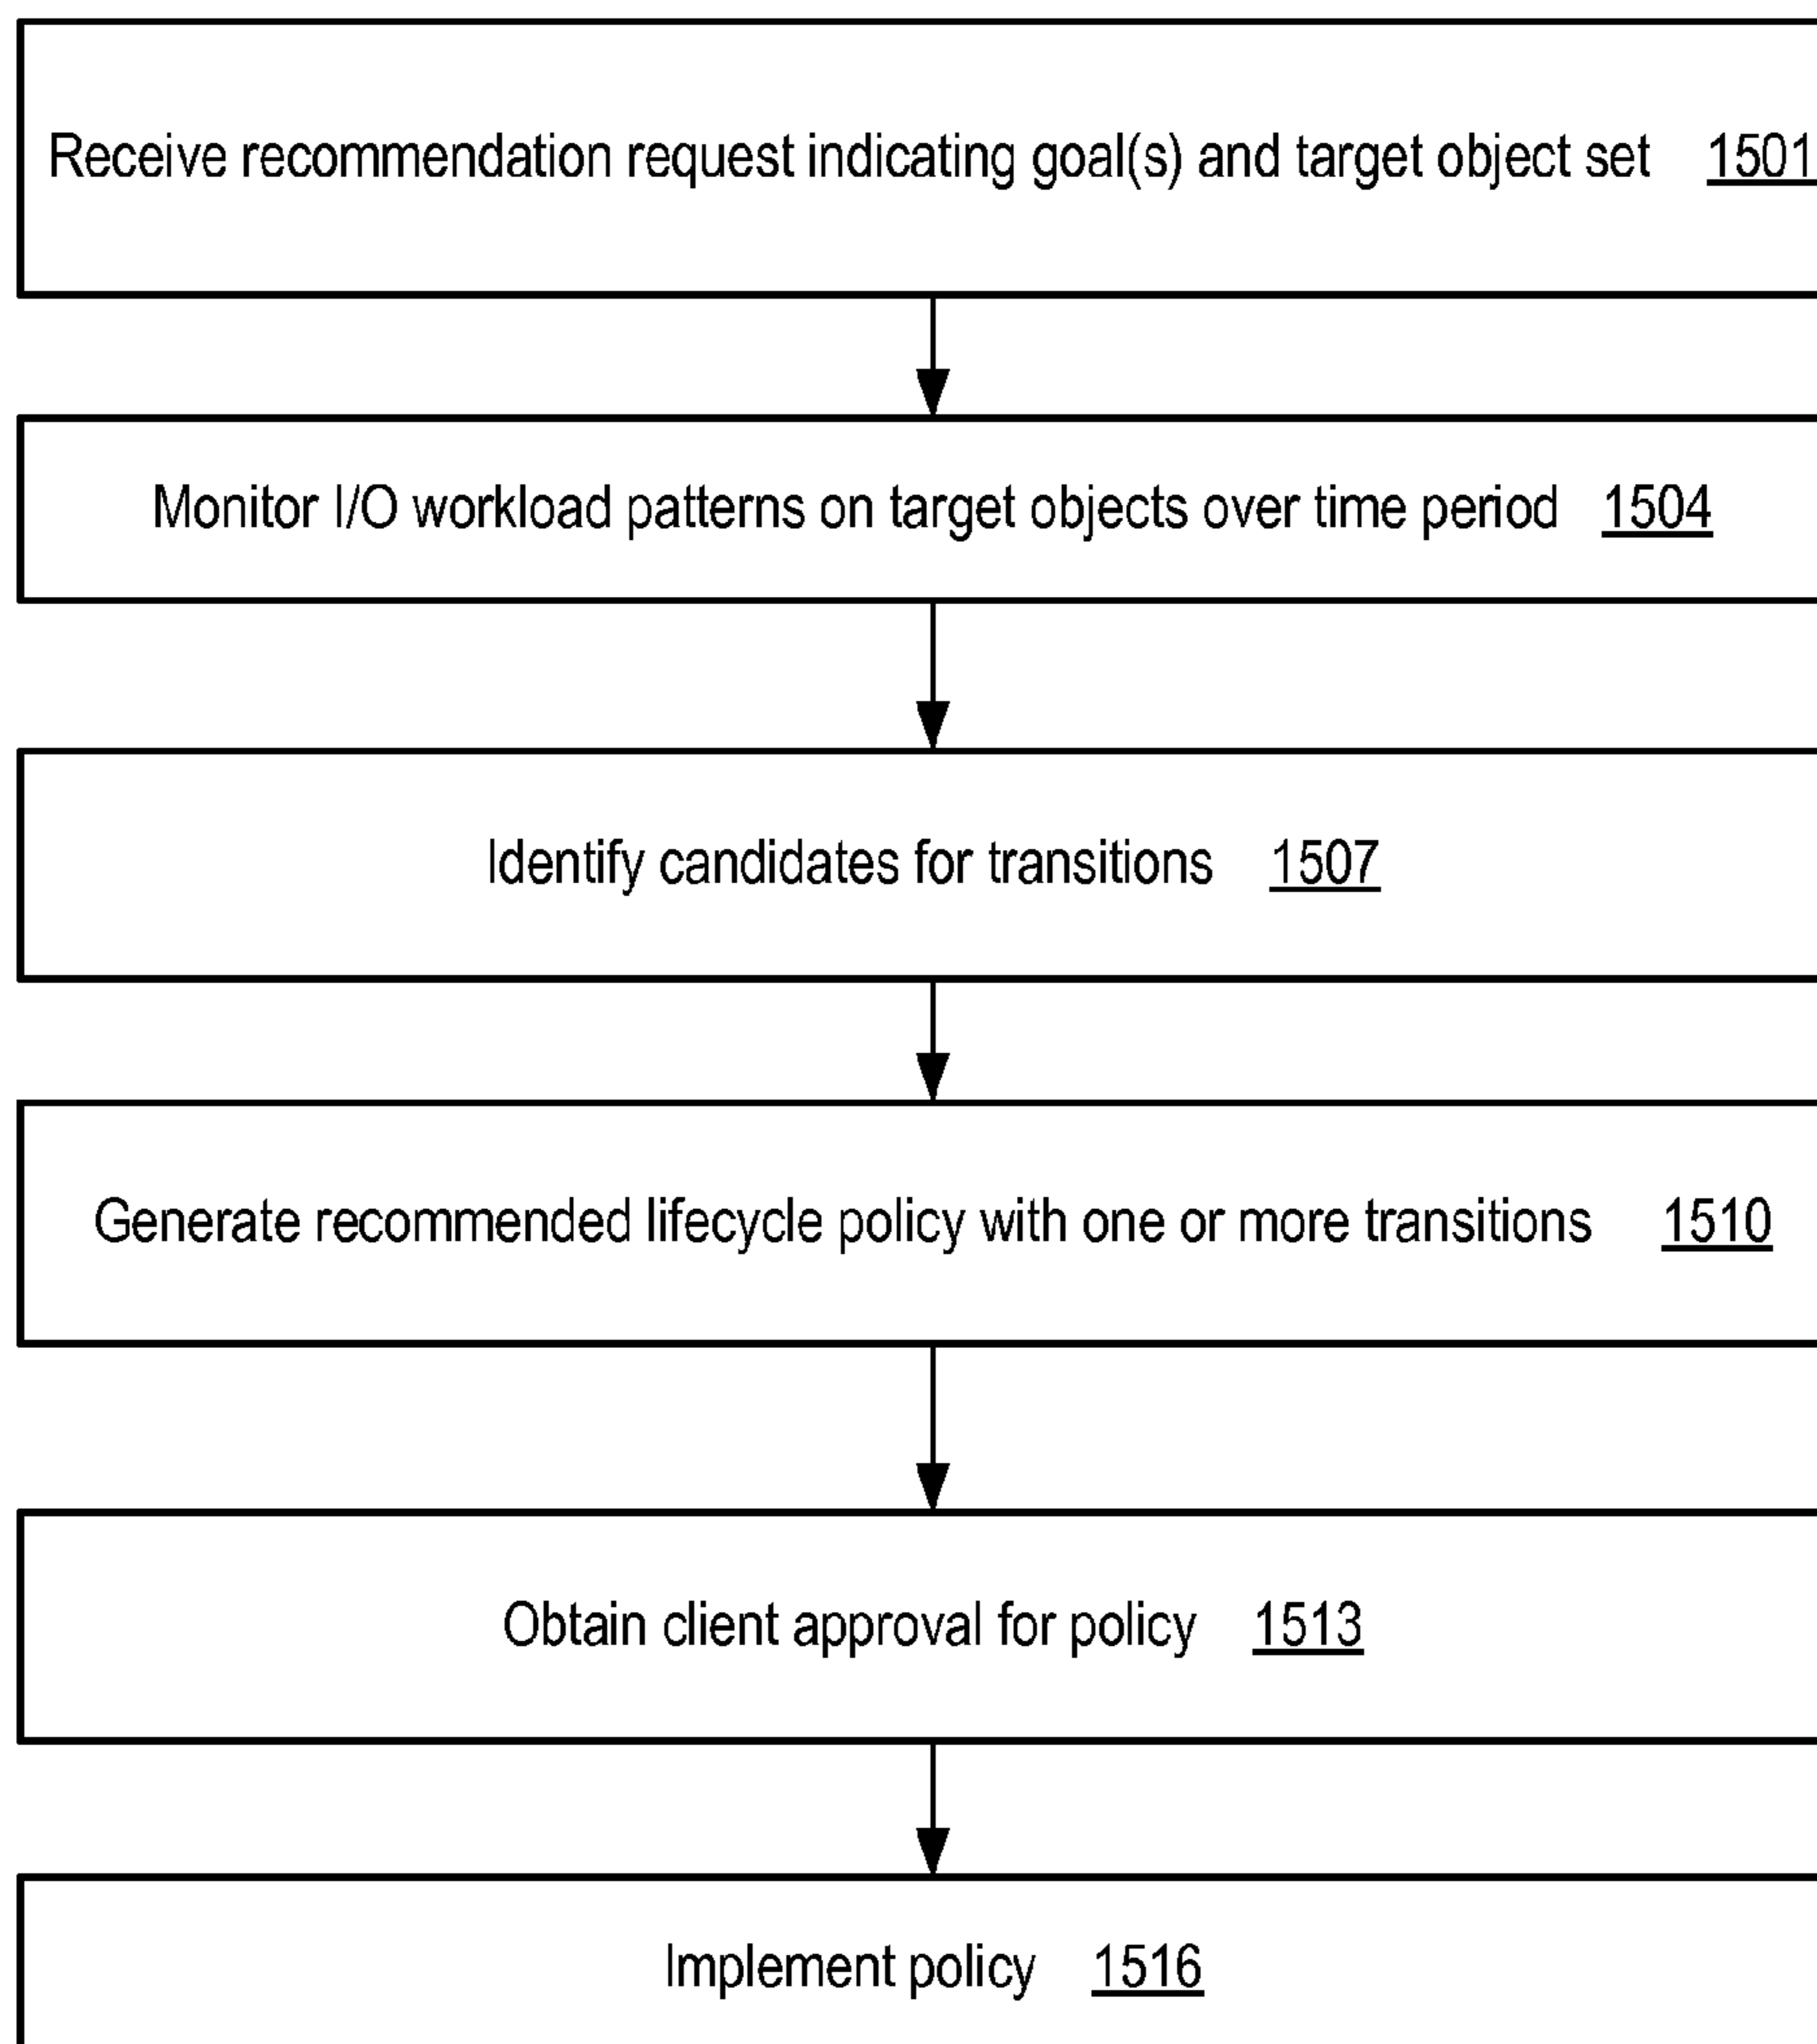 Receive recommendation request indicating goal(s) and target object set 1501
Monitor I/O workload patterns on target objects over time period 1504
Identify candidates for transitions 1507
Generate recommended lifecycle policy with one or more transitions 1510
Obtain client approval for policy 1513
Implement policy 1516